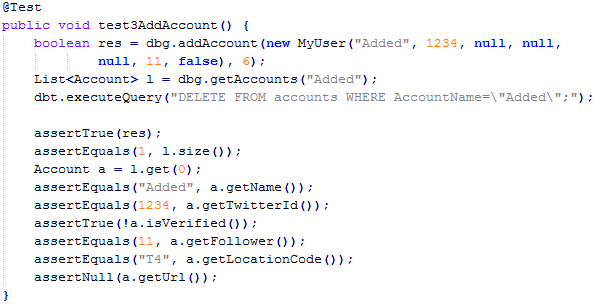 @Test
public void test3AddAccount() {
boolean res = dbg.addAccount(new MyUser("Added", 1234, null, null,
null, 11, false), 6);
List<Account> l = dbg.getAccounts("Added");
dbt.executeQuery("DELETE FROM accounts WHERE AccountName=\"Added\";");
assertTrue(res);
assertEquals(1, l.size());
Account a = l.get(0);
assertEquals("Added", a.getName());
assertEquals(1234, a.getTwitterId());
assertTrue(!a.isVerified());
assertEquals(11, a.getFollower());
assertEquals("T4", a.getLocationCode());
assertNull(a.getUrl());
}